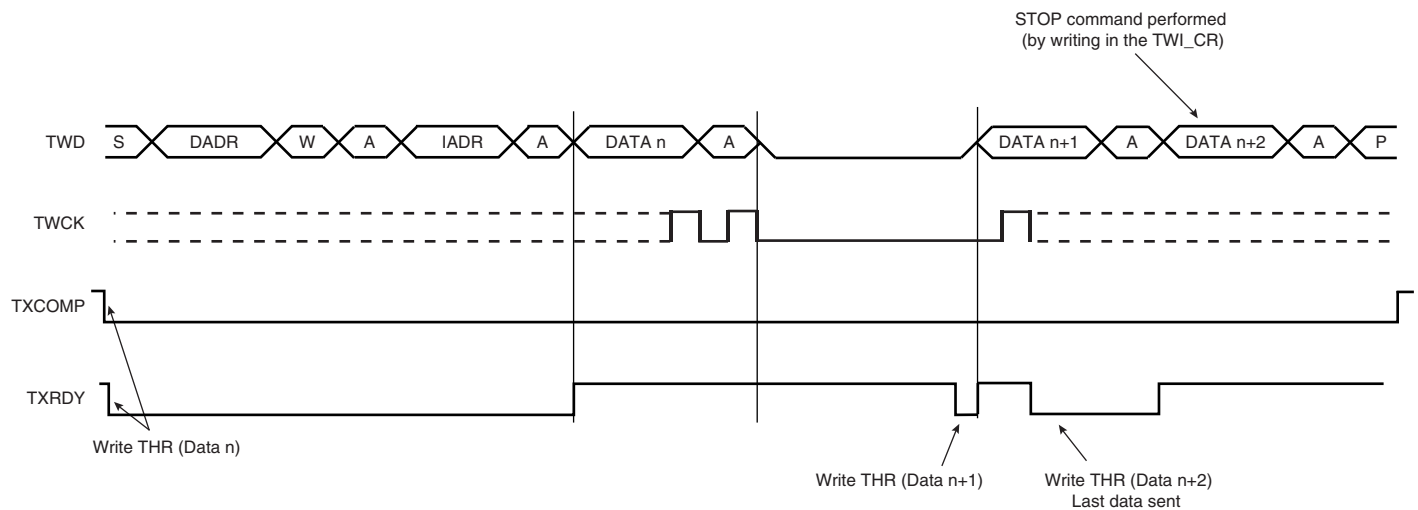 STOP command performed
(by writing in the TWI_CR)
TWD S DADR W A IADR A DATA n A DATA n+1 A DATA n+2 A P
TWCK
TXCOMP
TXRDY
Write THR (Data n)
Write THR (Data n+1)
Write THR (Data n+2)
Last data sent